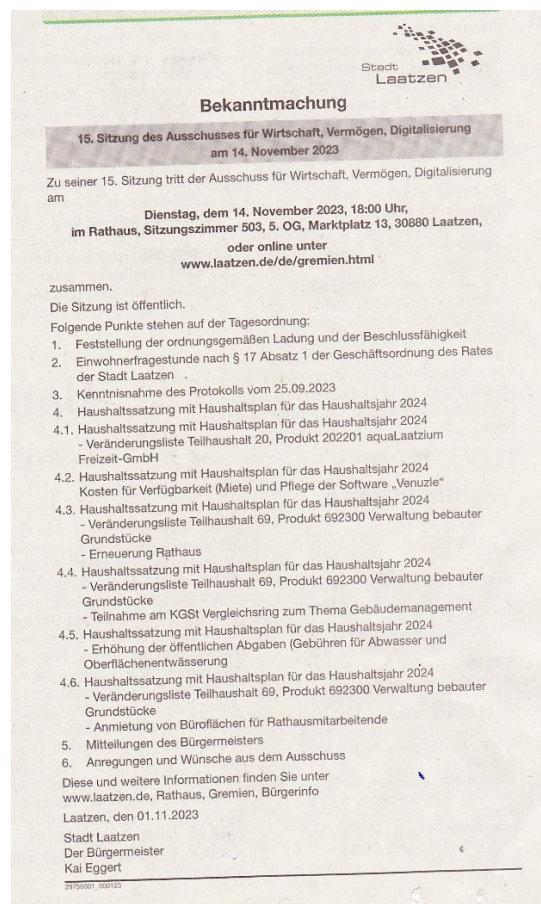 Stadt
Laatzen
Bekanntmachung
15. Sitzung des Ausschusses für Wirtschaft, Vermögen, Digitalisierung
am 14. November 2023
Zu seiner 15. Sitzung tritt der Ausschuss für Wirtschaft, Vermögen, Digitalisierung
am
Dienstag, dem 14. November 2023, 18:00 Uhr,
im Rathaus, Sitzungszimmer 503, 5. OG, Marktplatz 13, 30880 Laatzen,
oder online unter
www.laatzen.de/de/gremien.html
zusammen.
Die Sitzung ist öffentlich.
Folgende Punkte stehen auf der Tagesordnung:
1. Feststellung der ordnungsgemäßen Ladung und der Beschlussfähigkeit
2. Einwohnerfragestunde nach § 17 Absatz 1 der Geschäftsordnung des Rates
der Stadt Laatzen
3. Kenntnisnahme des Protokolls vom 25.09.2023
4. Haushaltssatzung mit Haushaltsplan für das Haushaltsjahr 2024
4.1. Haushaltssatzung mit Haushaltsplan für das Haushaltsjahr 2024
- Veränderungsliste Teilhaushalt 20, Produkt 202201 aquaLaatzium
Freizeit-GmbH
4.2. Haushaltssatzung mit Haushaltsplan für das Haushaltsjahr 2024
Kosten für Verfügbarkeit (Miete) und Pflege der Software „Venuzle“
4.3. Haushaltssatzung mit Haushaltsplan für das Haushaltsjahr 2024
- Veränderungsliste Teilhaushalt 69, Produkt 692300 Verwaltung bebauter
Grundstücke
- Erneuerung Rathaus
4.4. Haushaltssatzung mit Haushaltsplan für das Haushaltsjahr 2024
- Veränderungsliste Teilhaushalt 69, Produkt 692300 Verwaltung bebauter
Grundstücke
- Teilnahme am KGSt Vergleichsring zum Thema Gebäudemanagement
4.5. Haushaltssatzung mit Haushaltsplan für das Haushaltsjahr 2024
- Erhöhung der öffentlichen Abgaben (Gebühren für Abwasser und
Oberflächenentwässerung
4.6. Haushaltssatzung mit Haushaltsplan für das Haushaltsjahr 2024
- Veränderungsliste Teilhaushalt 69, Produkt 692300 Verwaltung bebauter
Grundstücke
- Anmietung von Büroflächen für Rathausmitarbeitende
5. Mitteilungen des Bürgermeisters
6. Anregungen und Wünsche aus dem Ausschuss
Diese und weitere Informationen finden Sie unter
www.laatzen.de, Rathaus, Gremien, Bürgerinfo
Laatzen, den 01.11.2023
Stadt Laatzen
Der Bürgermeister
Kai Eggert
29756001_000123